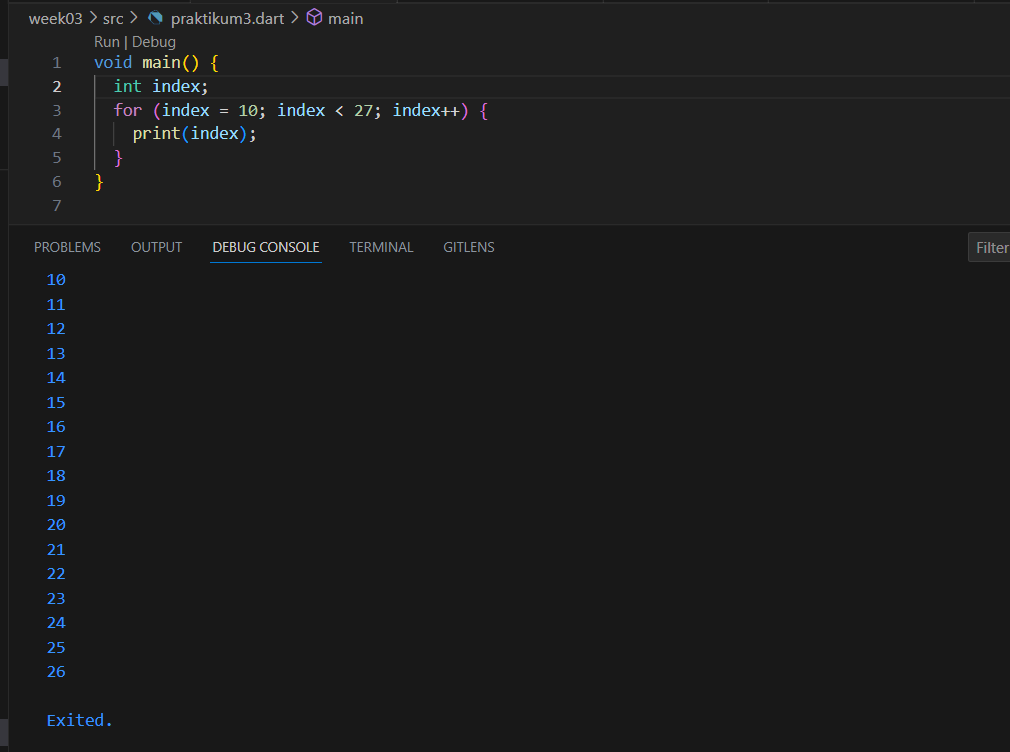 week03 > src > praktikum3.dart > main
Run | Debug
1 void main() {
2 int index;
3 for (index = 10; index < 27; index++) {
4 print(index);
5 }
6 }
7
PROBLEMS OUTPUT DEBUG CONSOLE TERMINAL GITLENS Filter
10
11
12
13
14
15
16
17
18
19
20
21
22
23
24
25
26
Exited.